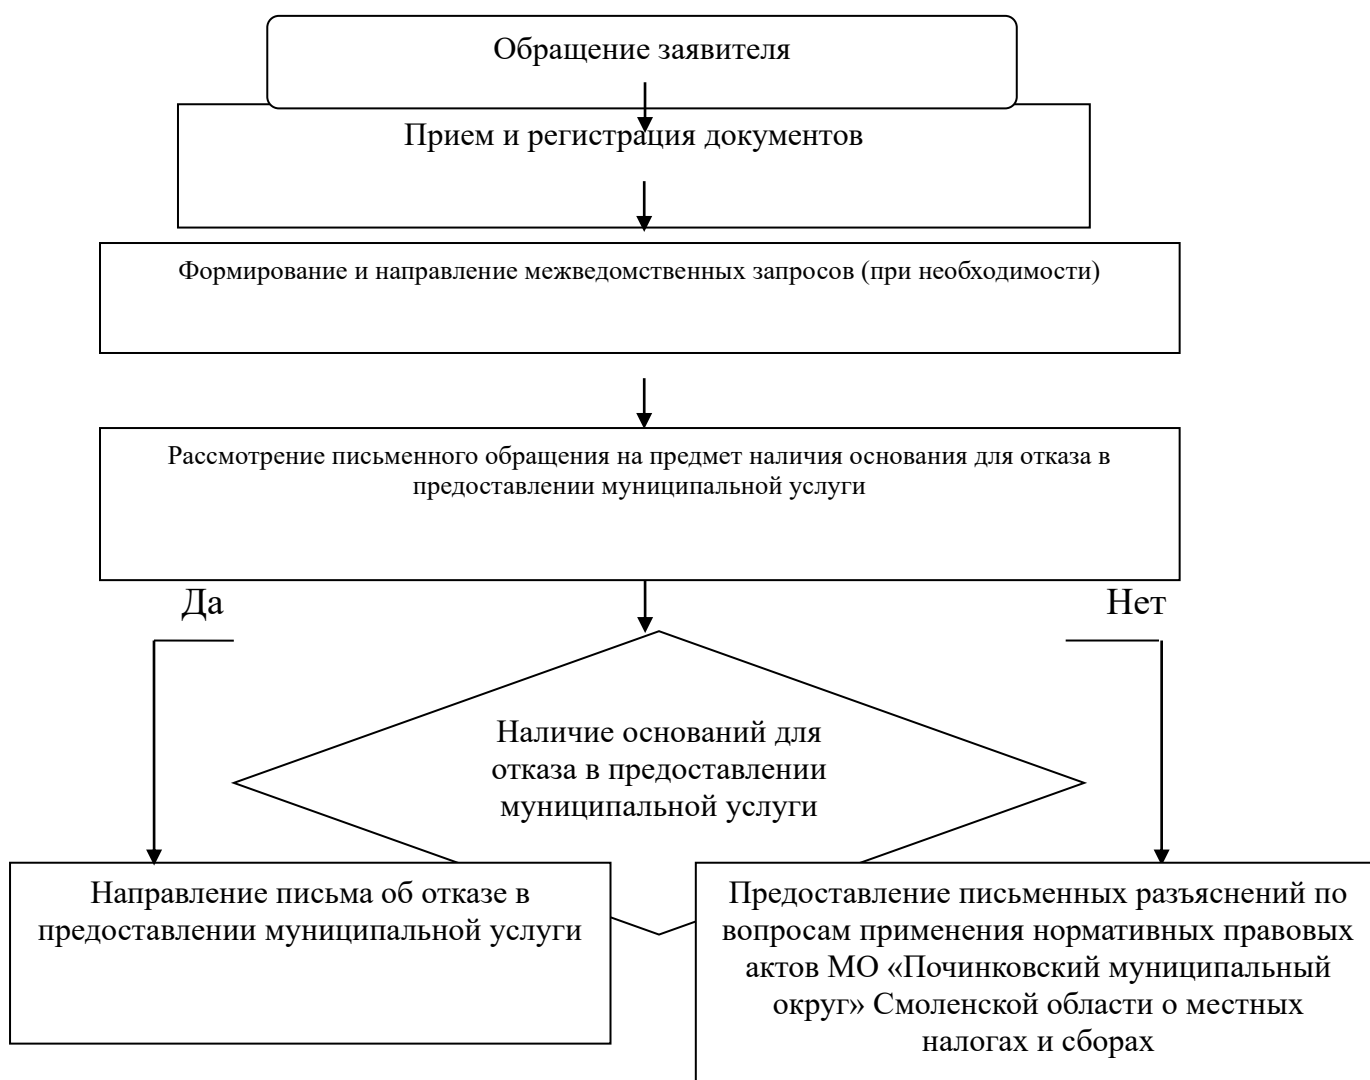 Обращение заявителя
Прием и регистрация документов
Формирование и направление межведомственных запросов (при необходимости)
Рассмотрение письменного обращения на предмет наличия основания для отказа в
предоставлении муниципальной услуги
Да
Нет
Наличие оснований для
отказа в предоставлении
муниципальной услуги
Направление письма об отказе в
предоставлении муниципальной услуги
Предоставление письменных разъяснений по
вопросам применения нормативных правовых
актов МО «Починковский муниципальный
округ» Смоленской области о местных
налогах и сборах